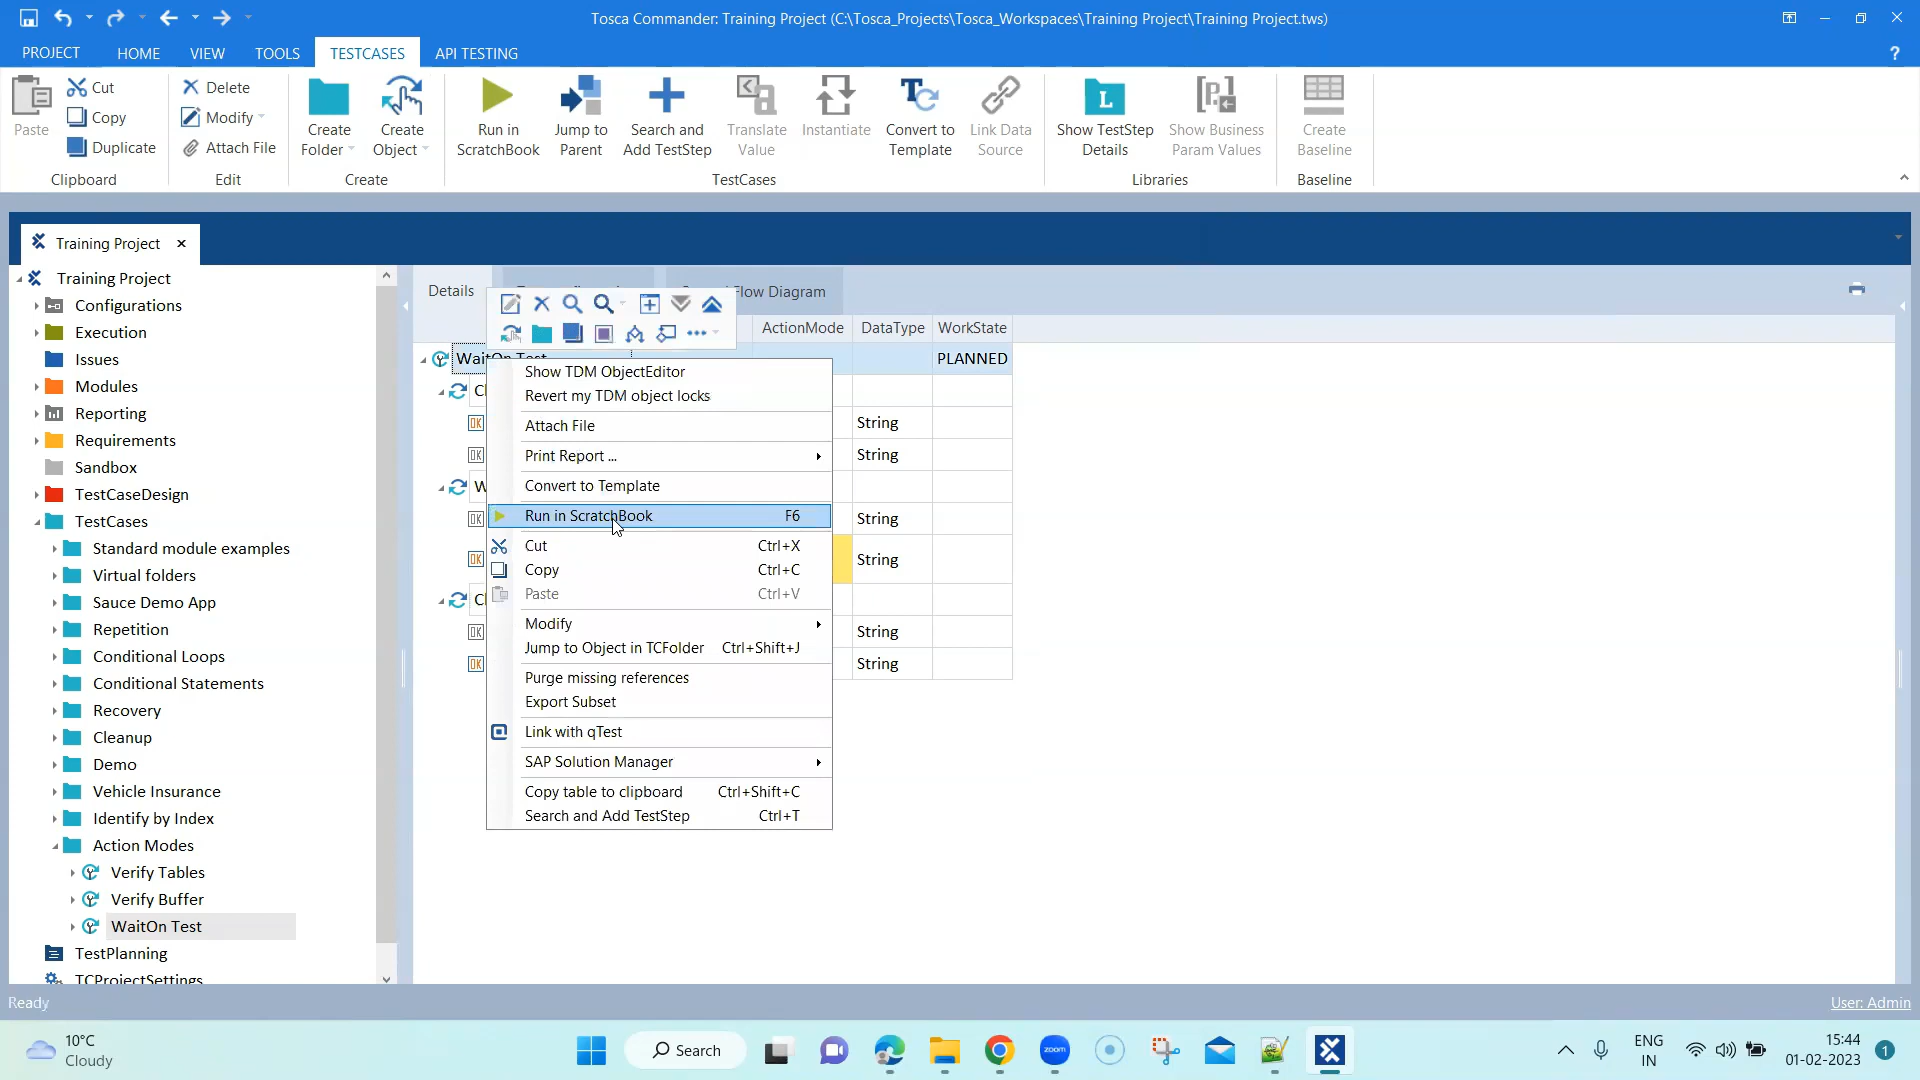 Tosca Commander: Training Project (C:\Tosca_Projects\Tosca_Workspaces\Training Project\Training Project.tws)
PROJECT HOME VIEW TOOLS TESTCASES API TESTING ?
Paste
Cut
Copy
Duplicate
Clipboard
Delete
Modify
Attach File
Edit
Create Folder
Create Object
Create
Run in ScratchBook
Jump to Parent
Search and Add TestStep
Translate Value
Instantiate
Convert to Template
Link Data Source
TestCases
Show TestStep Details
Show Business Param Values
Libraries
Create Baseline
Baseline
Training Project
Training Project
Configurations
Execution
Issues
Modules
Reporting
Requirements
Sandbox
TestCaseDesign
TestCases
Standard module examples
Virtual folders
Sauce Demo App
Repetition
Conditional Loops
Conditional Statements
Recovery
Cleanup
Demo
Vehicle Insurance
Identify by Index
Action Modes
Verify Tables
Verify Buffer
WaitOn Test
TestPlanning
TCProjectSettings
Details
Flow Diagram
ActionMode DataType WorkState
WaitOn Test PLANNED
String
String
String
String
String
String
Show TDM ObjectEditor
Revert my TDM object locks
Attach File
Print Report ...
Convert to Template
Run in ScratchBook F6
Cut Ctrl+X
Copy Ctrl+C
Paste Ctrl+V
Modify
Jump to Object in TCFolder Ctrl+Shift+J
Purge missing references
Export Subset
Link with qTest
SAP Solution Manager
Copy table to clipboard Ctrl+Shift+C
Search and Add TestStep Ctrl+T
Ready
User: Admin
10°C
Cloudy
Search
zoom
ENG
IN
15:44
01-02-2023
1